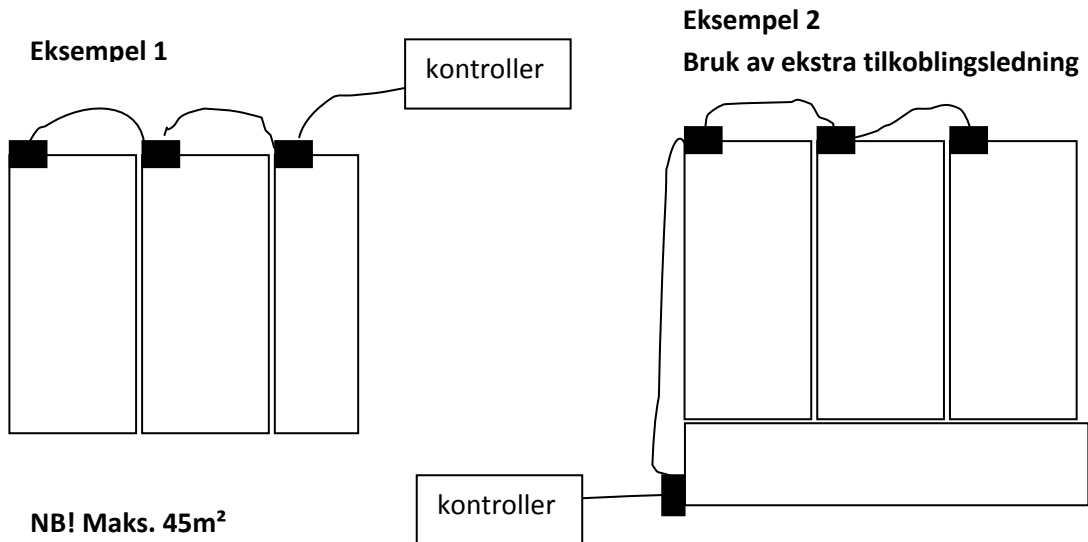 Eksempel 1
kontroller
NB! Maks. 45m²
Eksempel 2
Bruk av ekstra tilkoblingsledning
kontroller